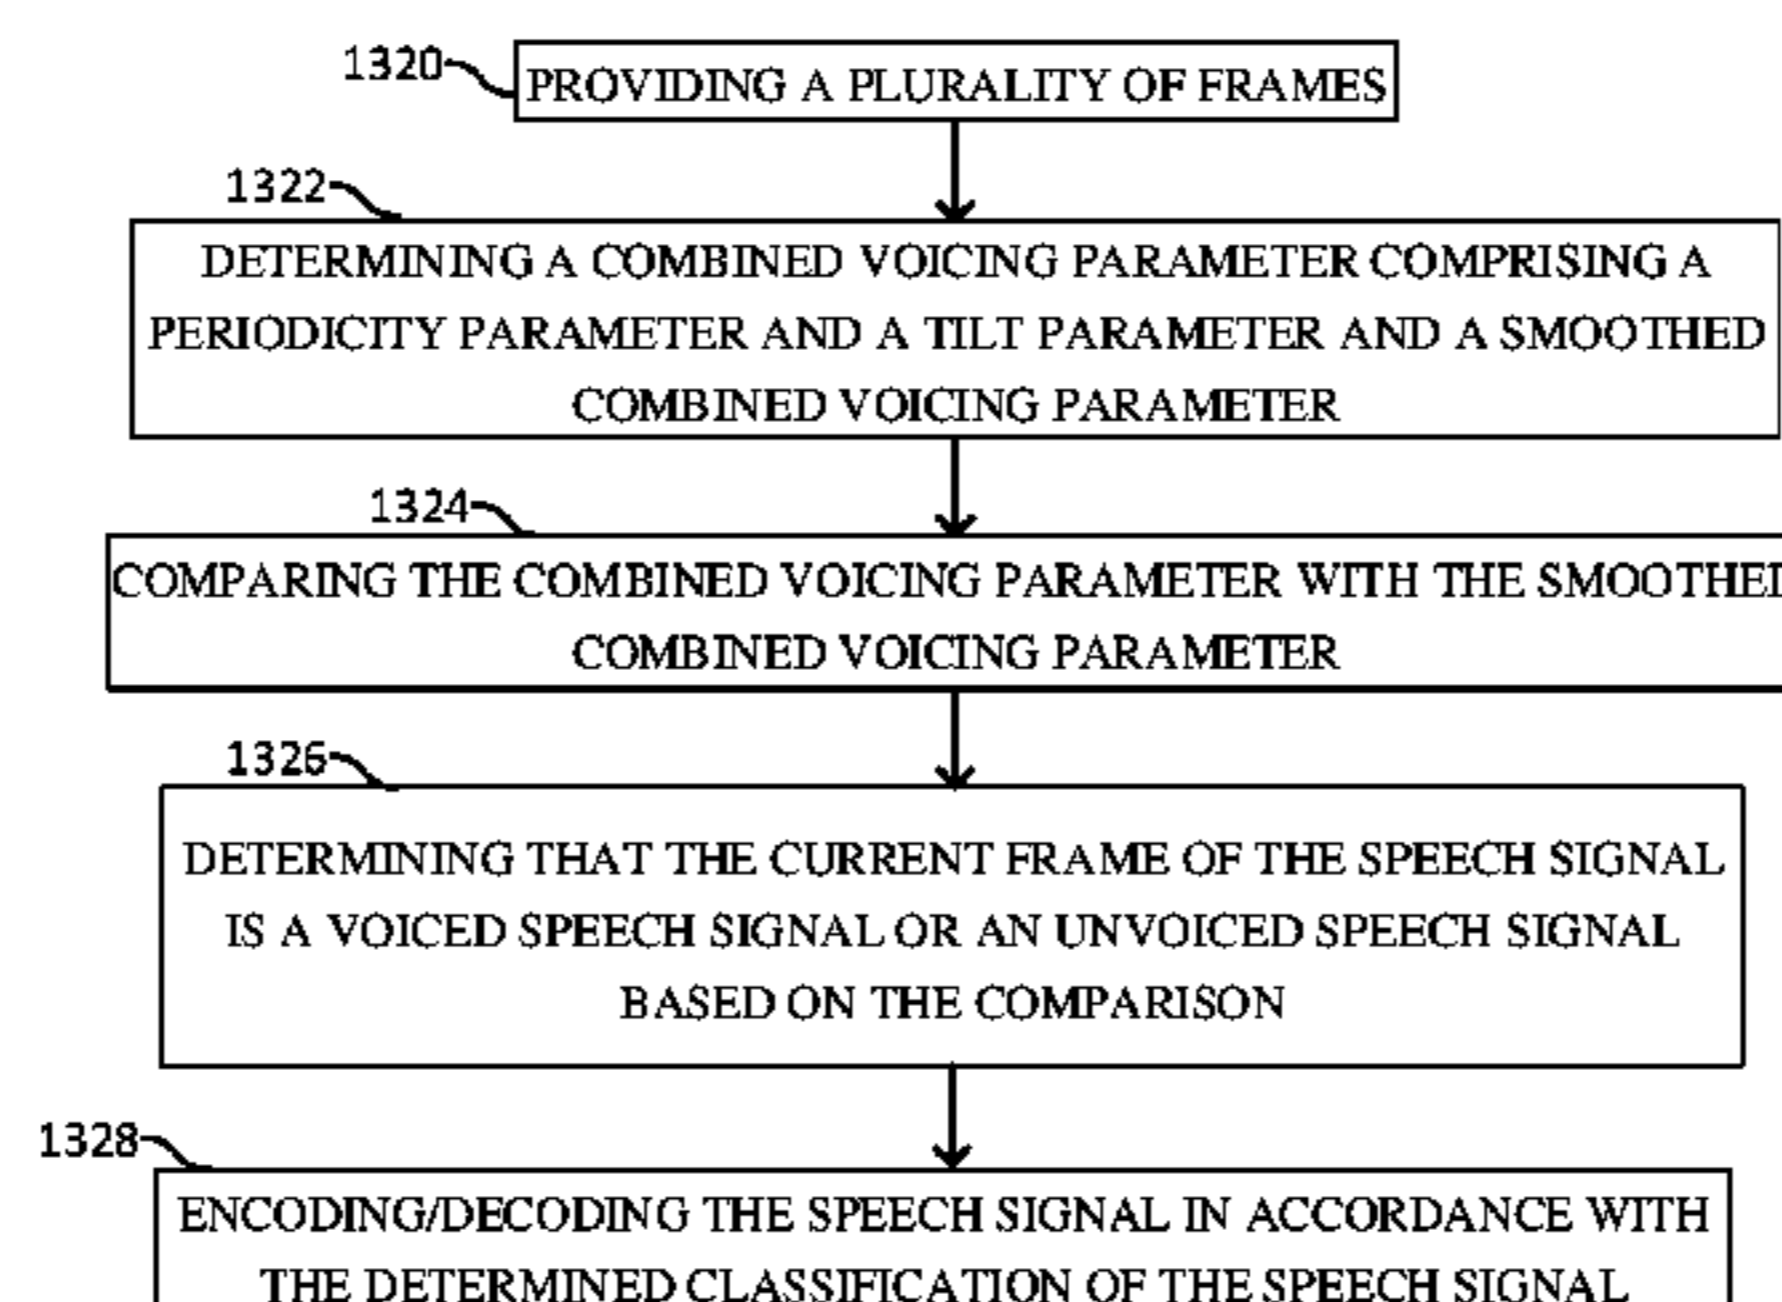 1320
PROVIDING A PLURALITY OF FRAMES
1322
DETERMINING A COMBINED VOICING PARAMETER COMPRISING A
PERIODICITY PARAMETER AND A TILT PARAMETER AND A SMOOTHED
COMBINED VOICING PARAMETER
1324
COMPARING THE COMBINED VOICING PARAMETER WITH THE SMOOTHED
COMBINED VOICING PARAMETER
1326
DETERMINING THAT THE CURRENT FRAME OF THE SPEECH SIGNAL
IS A VOICED SPEECH SIGNAL OR AN UNVOICED SPEECH SIGNAL
BASED ON THE COMPARISON
1328
ENCODING/DECODING THE SPEECH SIGNAL IN ACCORDANCE WITH
THE DETERMINED CLASSIFICATION OF THE SPEECH SIGNAL